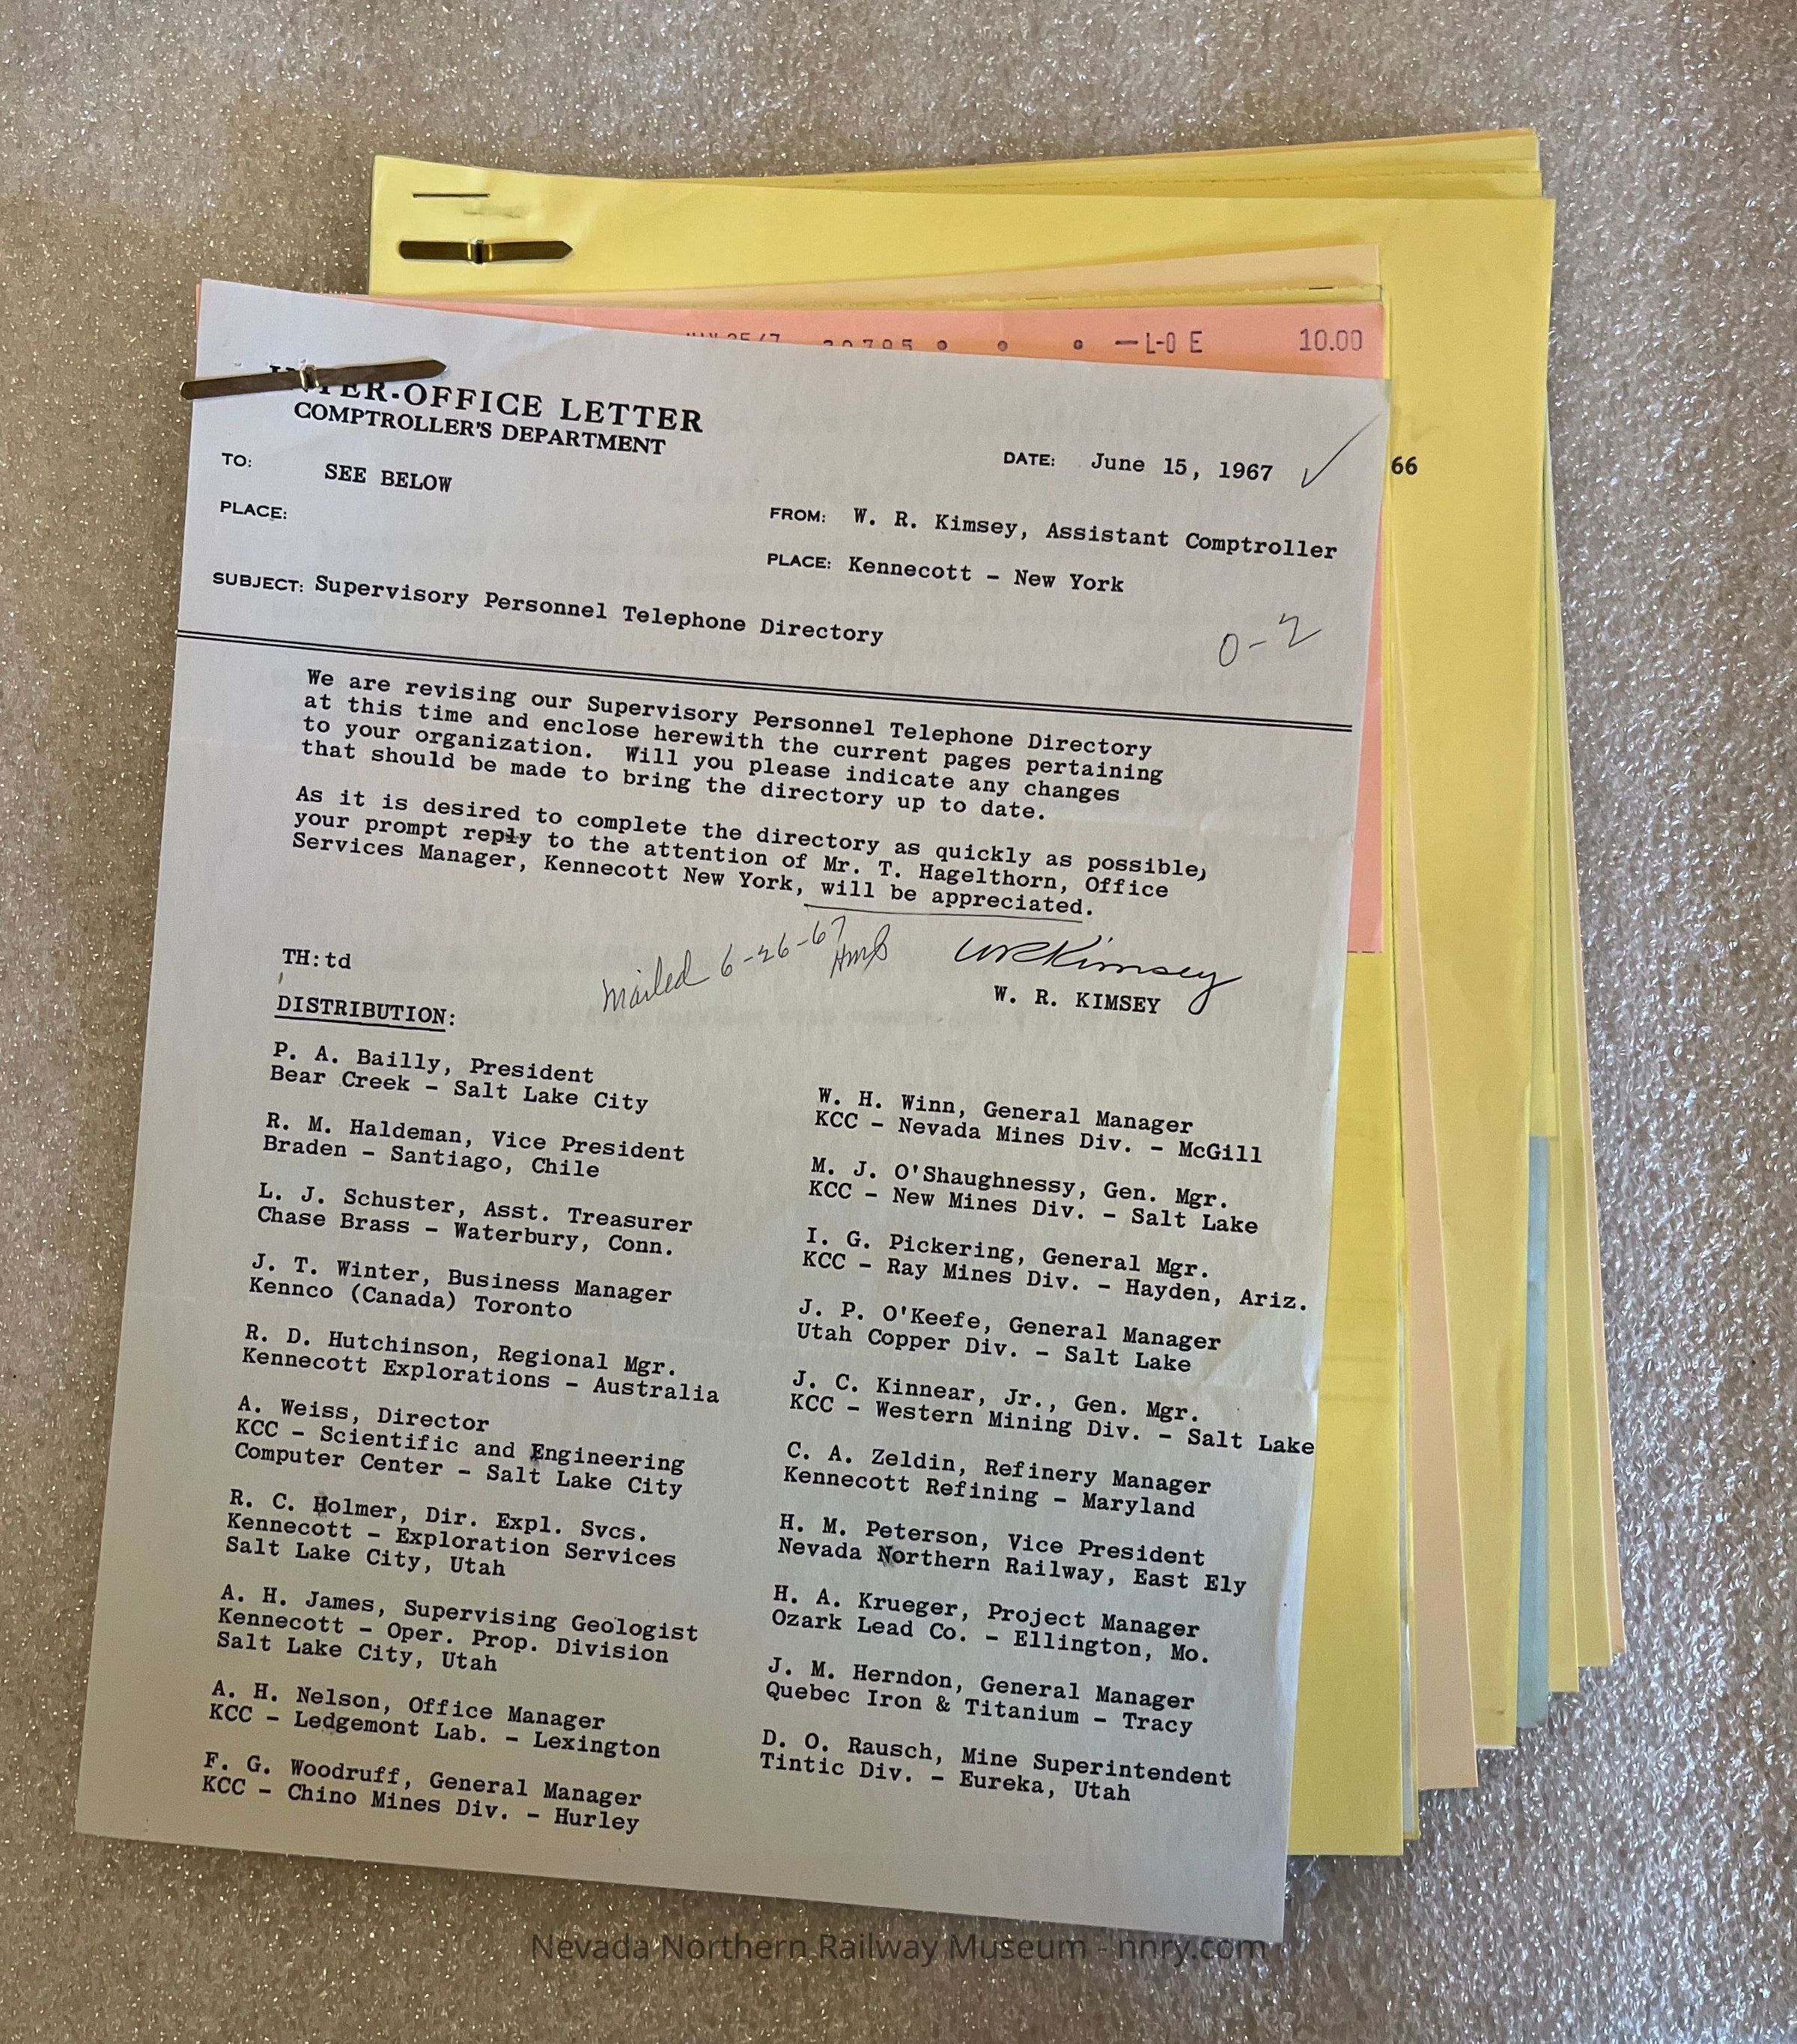 20795 • • • —L-O E 10.00
INTER-OFFICE LETTER
COMPTROLLER'S DEPARTMENT
TO: SEE BELOW
DATE: June 15, 1967 ✓
66
PLACE:
FROM: W. R. Kimsey, Assistant Comptroller
PLACE: Kennecott - New York
SUBJECT: Supervisory Personnel Telephone Directory
0-2
We are revising our Supervisory Personnel Telephone Directory
at this time and enclose herewith the current pages pertaining
to your organization. Will you please indicate any changes
that should be made to bring the directory up to date.
As it is desired to complete the directory as quickly as possible,
your prompt reply to the attention of Mr. T. Hagelthorn, Office
Services Manager, Kennecott New York, will be appreciated.
Mailed 6-26-67
WRKimsey
TH:td
W. R. KIMSEY
DISTRIBUTION:
P. A. Bailly, President
Bear Creek - Salt Lake City
R. M. Haldeman, Vice President
Braden - Santiago, Chile
L. J. Schuster, Asst. Treasurer
Chase Brass - Waterbury, Conn.
J. T. Winter, Business Manager
Kennco (Canada) Toronto
R. D. Hutchinson, Regional Mgr.
Kennecott Explorations - Australia
A. Weiss, Director
KCC - Scientific and Engineering
Computer Center - Salt Lake City
R. C. Holmer, Dir. Expl. Svcs.
Kennecott - Exploration Services
Salt Lake City, Utah
A. H. James, Supervising Geologist
Kennecott - Oper. Prop. Division
Salt Lake City, Utah
A. H. Nelson, Office Manager
KCC - Ledgemont Lab. - Lexington
F. G. Woodruff, General Manager
KCC - Chino Mines Div. - Hurley
W. H. Winn, General Manager
KCC - Nevada Mines Div. - McGill
M. J. O'Shaughnessy, Gen. Mgr.
KCC - New Mines Div. - Salt Lake
I. G. Pickering, General Mgr.
KCC - Ray Mines Div. - Hayden, Ariz.
J. P. O'Keefe, General Manager
Utah Copper Div. - Salt Lake
J. C. Kinnear, Jr., Gen. Mgr.
KCC - Western Mining Div. - Salt Lake
C. A. Zeldin, Refinery Manager
Kennecott Refining - Maryland
H. M. Peterson, Vice President
Nevada Northern Railway, East Ely
H. A. Krueger, Project Manager
Ozark Lead Co. - Ellington, Mo.
J. M. Herndon, General Manager
Quebec Iron & Titanium - Tracy
D. O. Rausch, Mine Superintendent
Tintic Div. - Eureka, Utah
Nevada Northern Railway Museum - nnry.com